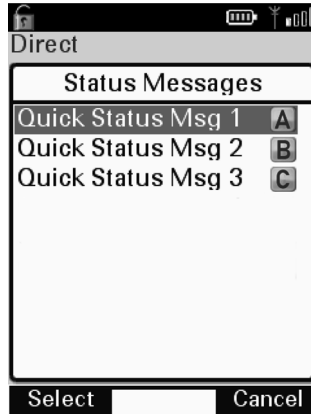 Direct
Status Messages
Quick Status Msg 1 A
Quick Status Msg 2 B
Quick Status Msg 3 C
Select Cancel